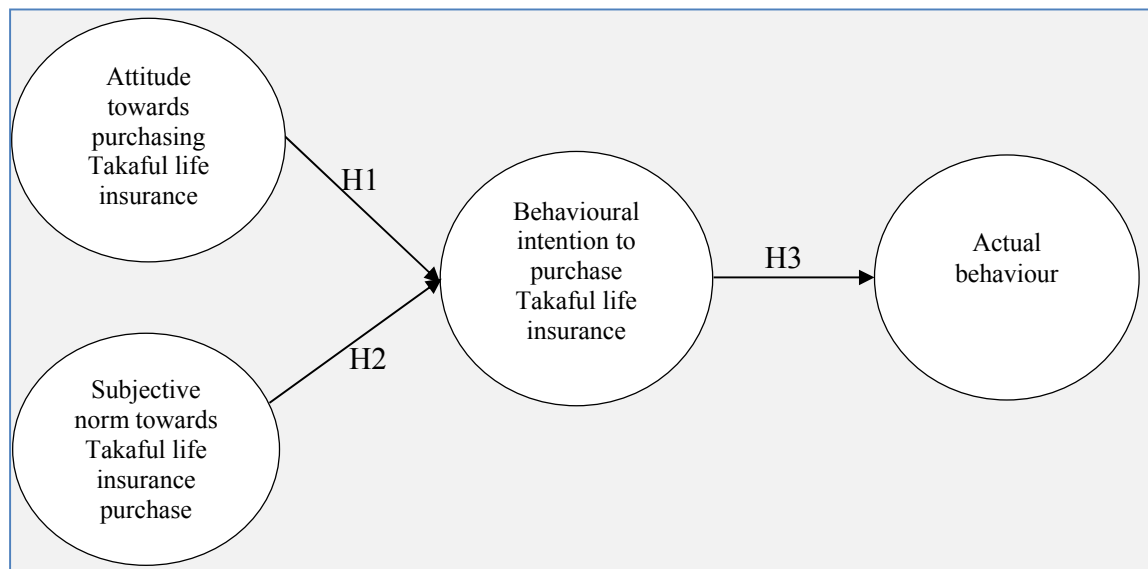 Attitude
towards
purchasing
Takaful life
insurance
H1
Behavioural
intention to
purchase
Takaful life
insurance
H3
Actual
behaviour
H2
Subjective
norm towards
Takaful life
insurance
purchase